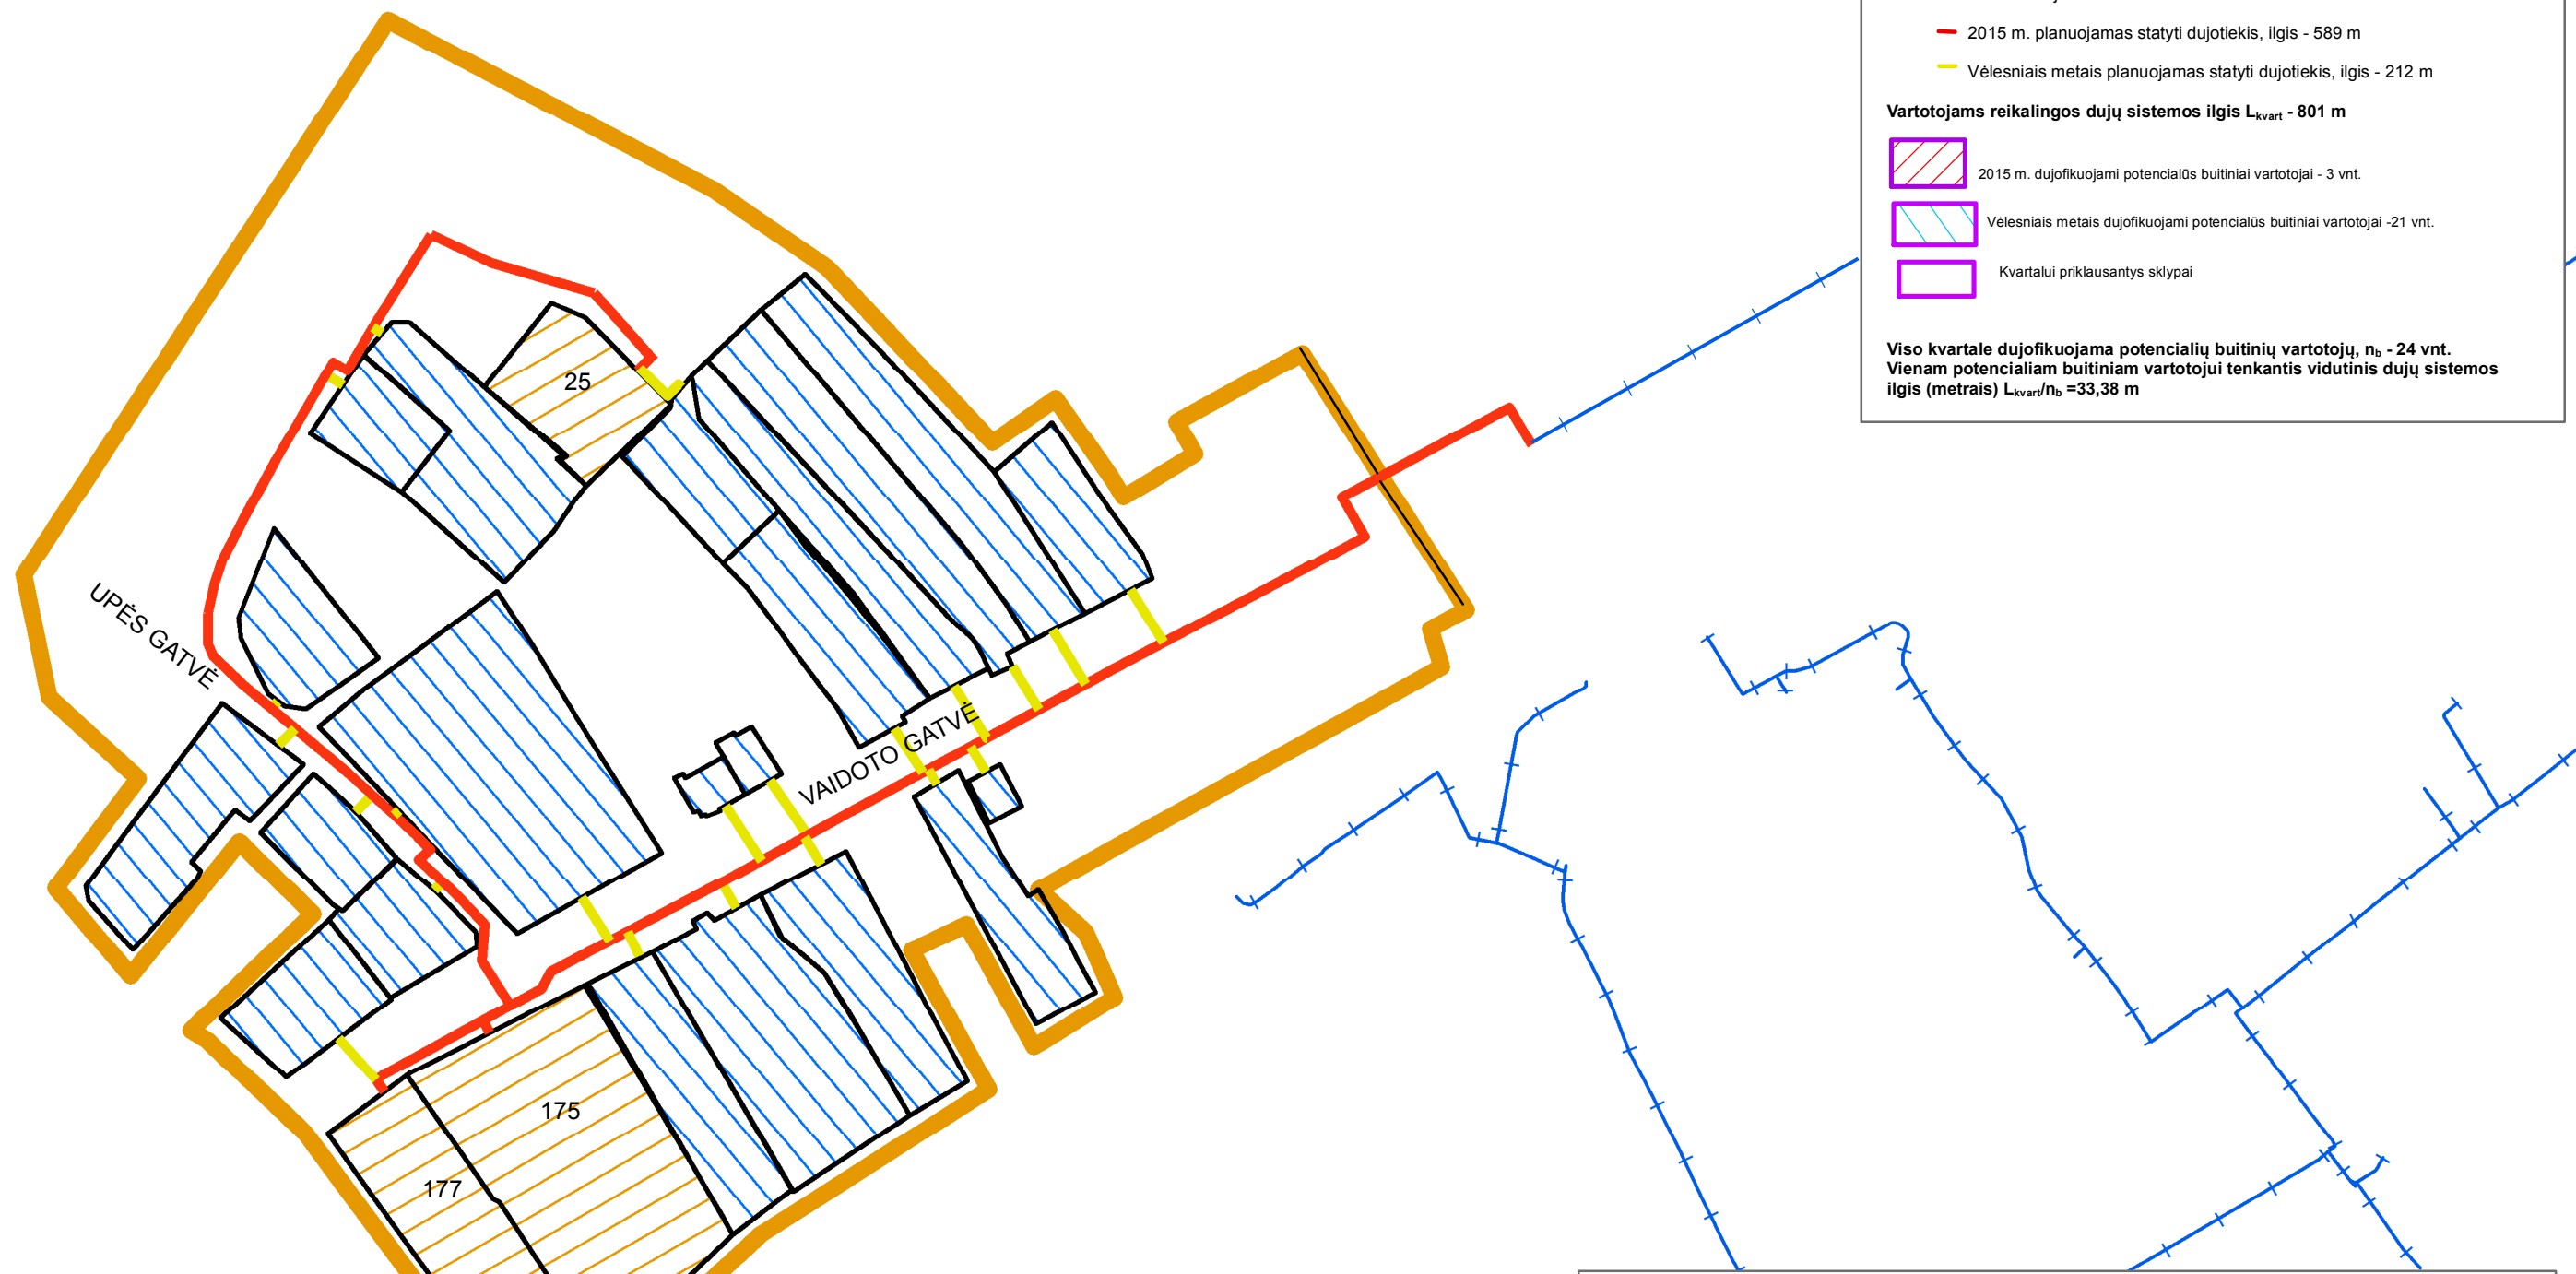 2015 m. planuojamas statyti dujotiekis, ilgis - 589 m
Vėlesniais metais planuojamas statyti dujotiekis, ilgis - 212 m
Vartotojams reikalingos dujų sistemos ilgis Lkvart - 801 m
2015 m. dujofikuojami potencialūs buitiniai vartotojai - 3 vnt.
Vėlesniais metais dujofikuojami potencialūs buitiniai vartotojai -21 vnt.
Kvartalui priklausantys sklypai
Viso kvartale dujofikuojama potencialių buitinių vartotojų, nb - 24 vnt.
Vienam potencialiam buitiniam vartotojui tenkantis vidutinis dujų sistemos
ilgis (metrais) Lkvart/nb =33,38 m
25
UPĖS GATVĖ
VAIDOTO GATVĖ
175
177